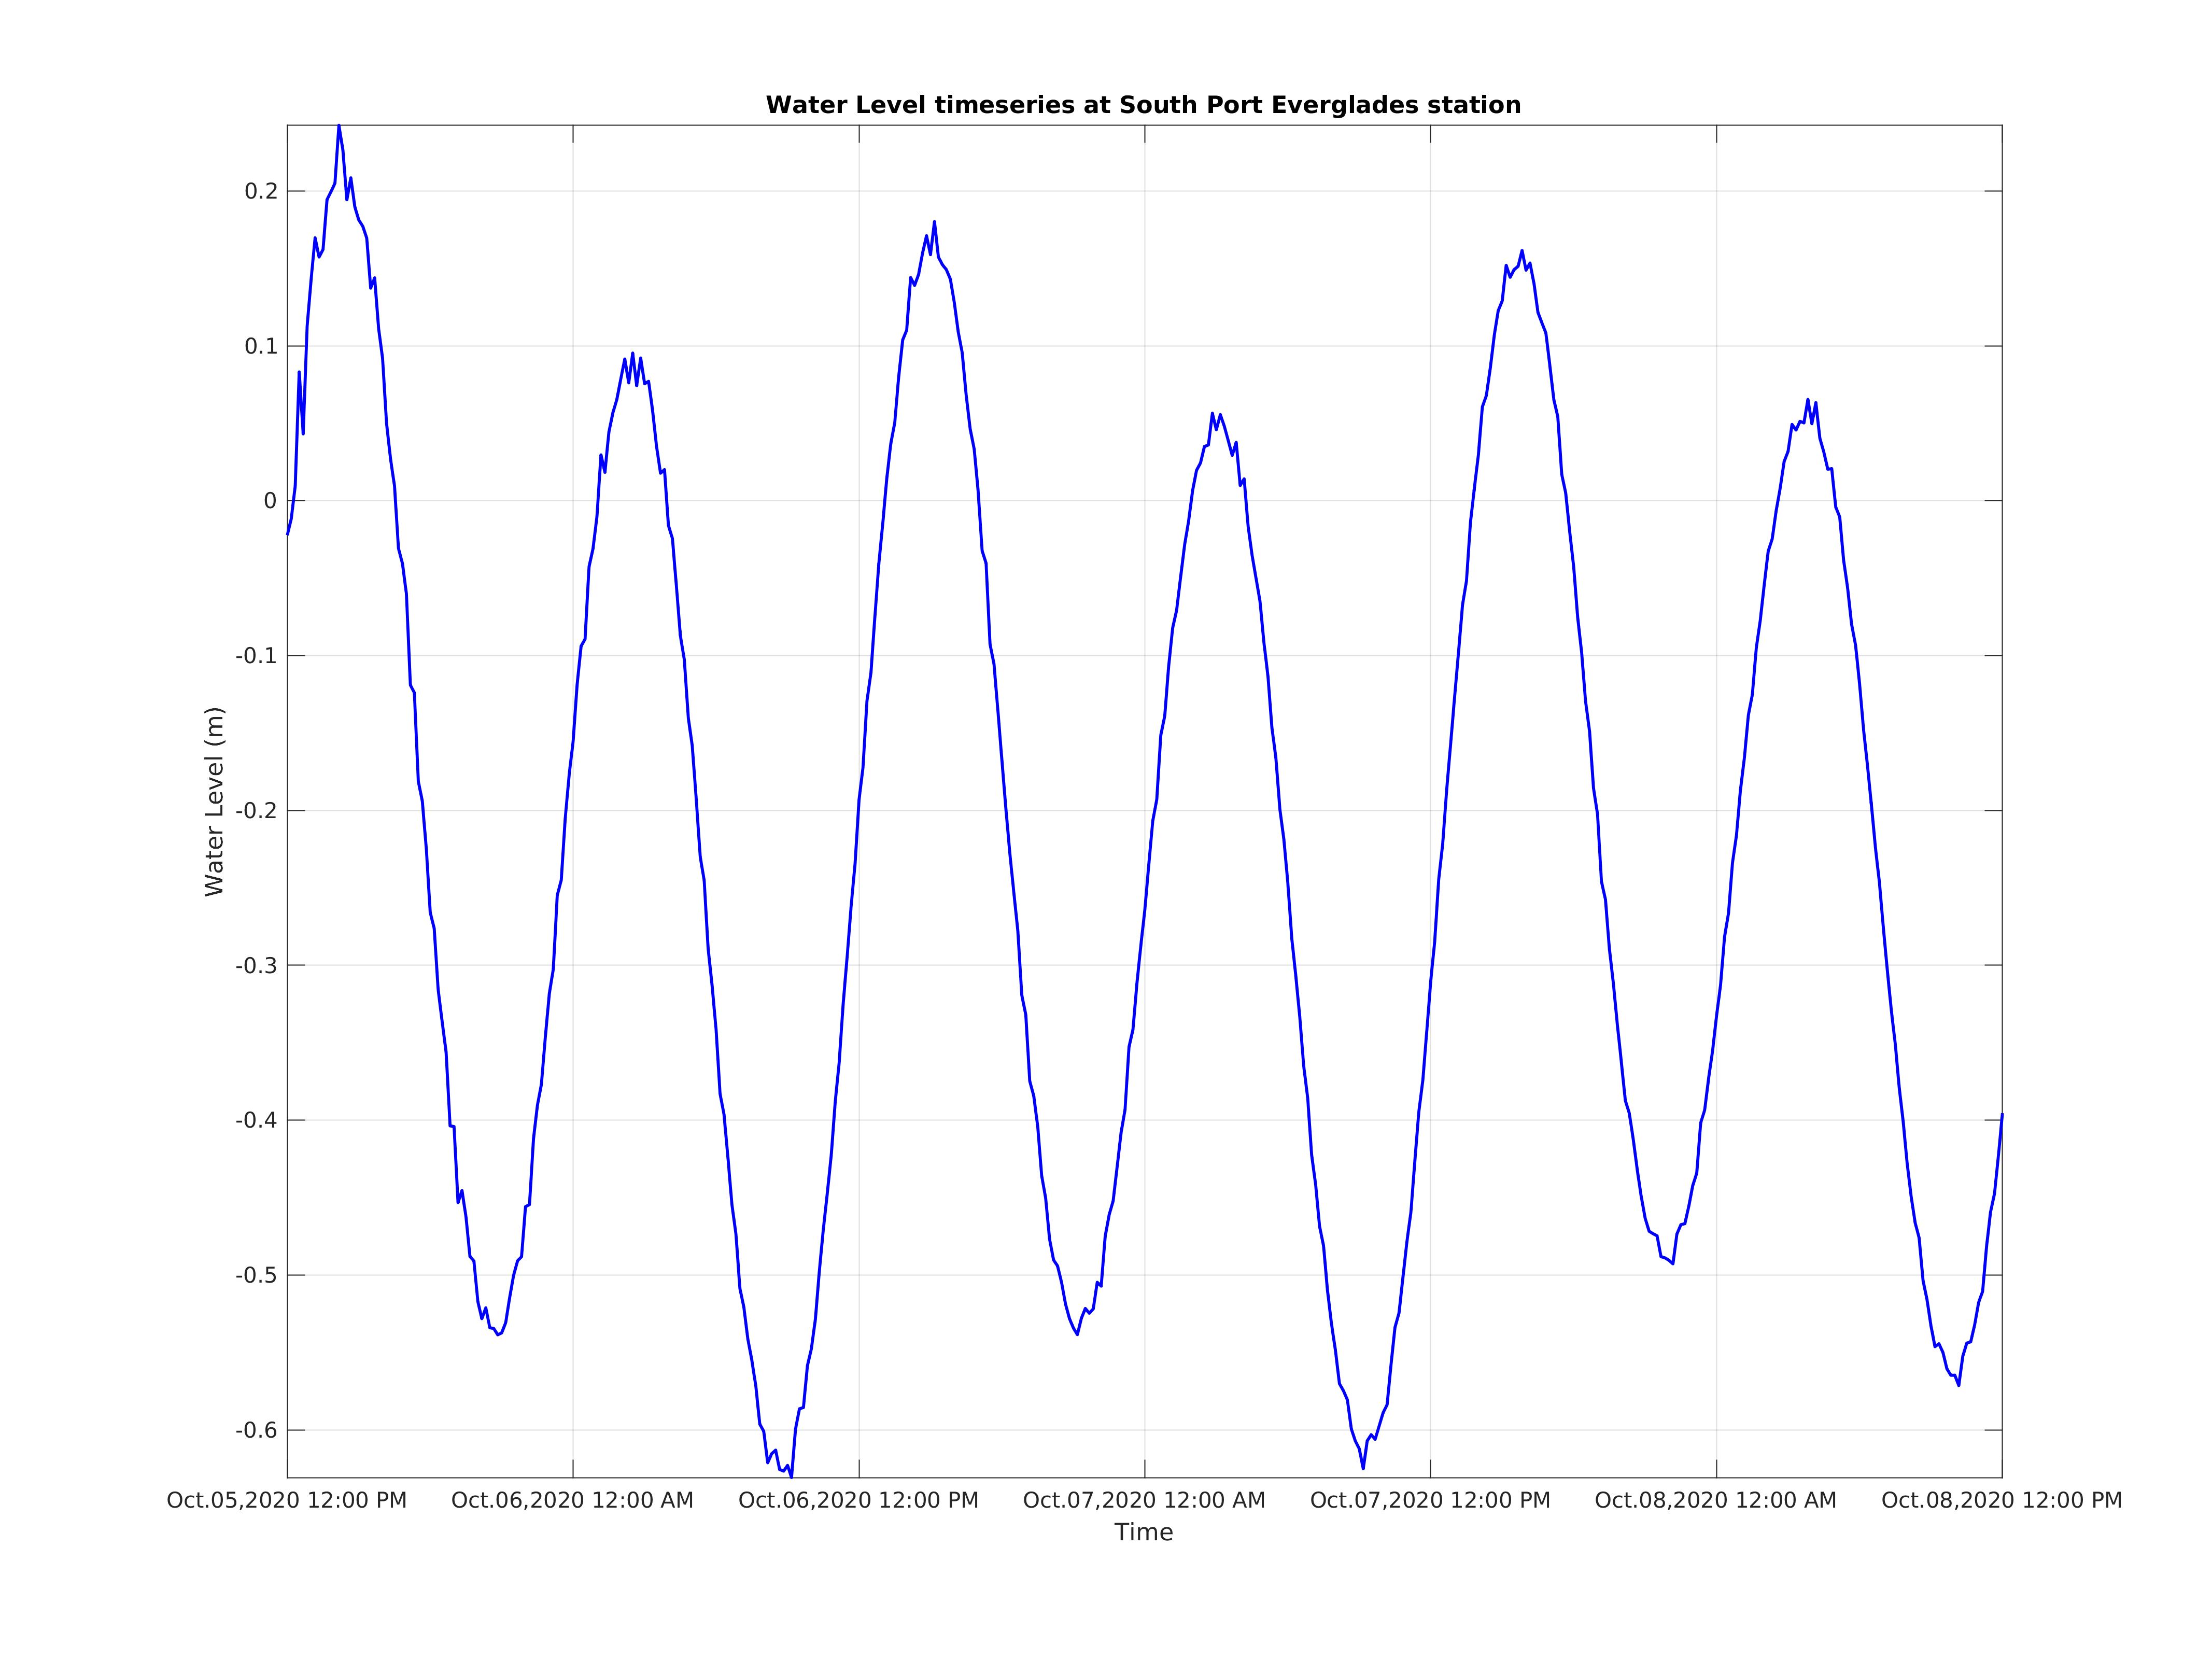 Water Level timeseries at South Port Everglades station
0.2
0.1
0
-0.1
-0.2
-0.3
-0.4
-0.5
-0.6
Water Level (m)
Oct.05,2020 12:00 PM
Oct.06,2020 12:00 AM
Oct.06,2020 12:00 PM
Oct.07,2020 12:00 AM
Oct.07,2020 12:00 PM
Oct.08,2020 12:00 AM
Oct.08,2020 12:00 PM
Time